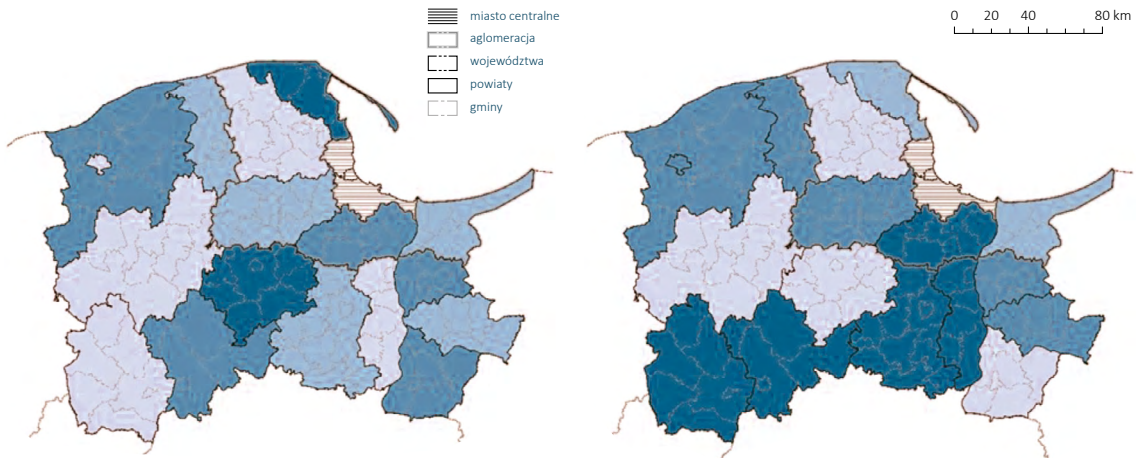 miasto centralne
aglomeracja
województwa
powiaty
gminy
0 20 40 80 km